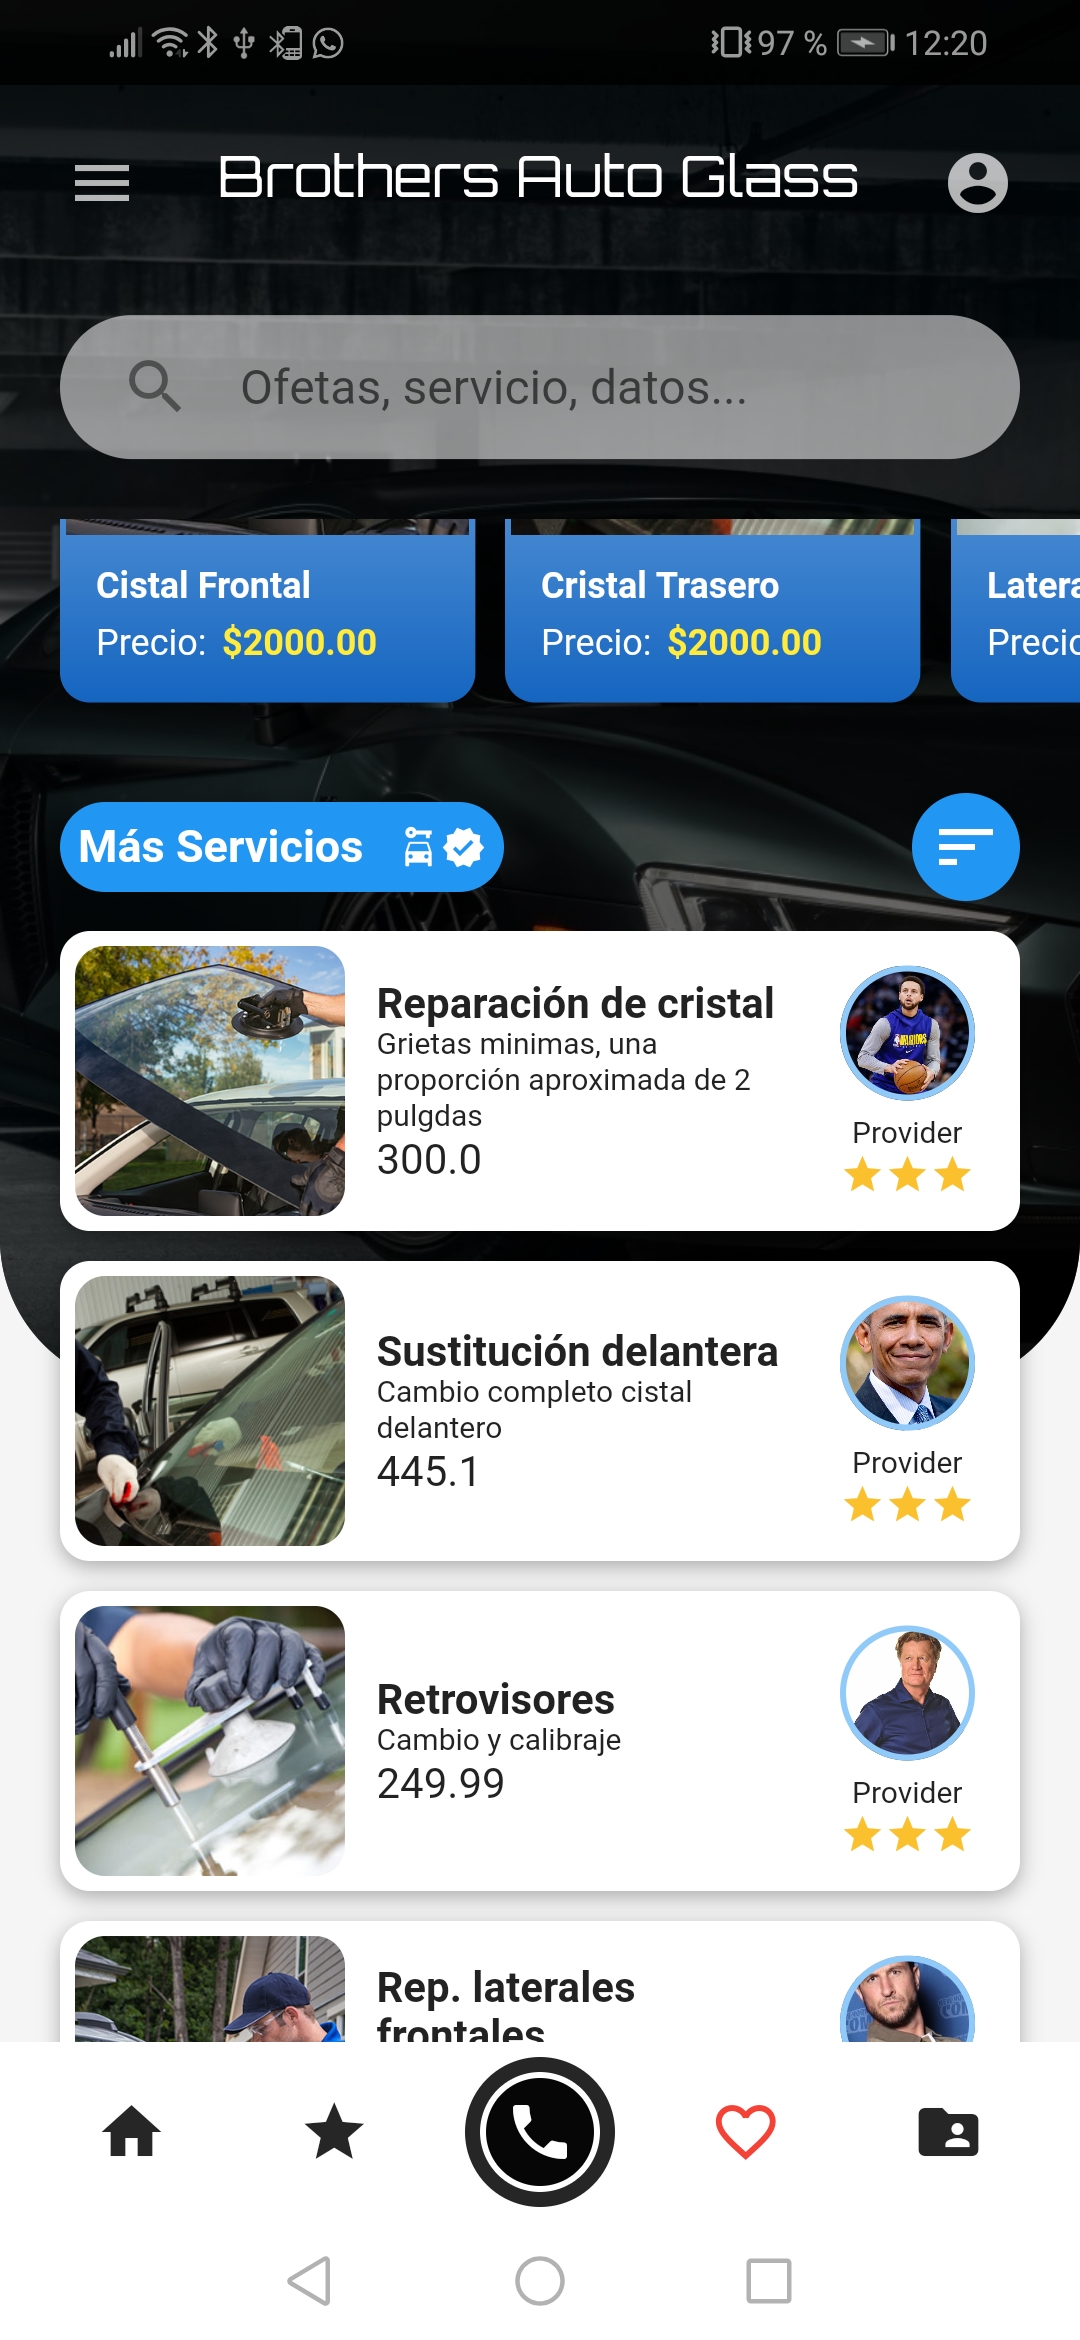 97 % 12:20
Brothers Auto Glass
Ofetas, servicio, datos...
Cistal Frontal
Precio: $2000.00
Cristal Trasero
Precio: $2000.00
Latera
Precio
Más Servicios
Reparación de cristal
Grietas minimas, una
proporción aproximada de 2
pulgdas
300.0
WARRIORS
Provider
Sustitución delantera
Cambio completo cistal
delantero
445.1
Provider
Retrovisores
Cambio y calibraje
249.99
Provider
Rep. laterales
frontales